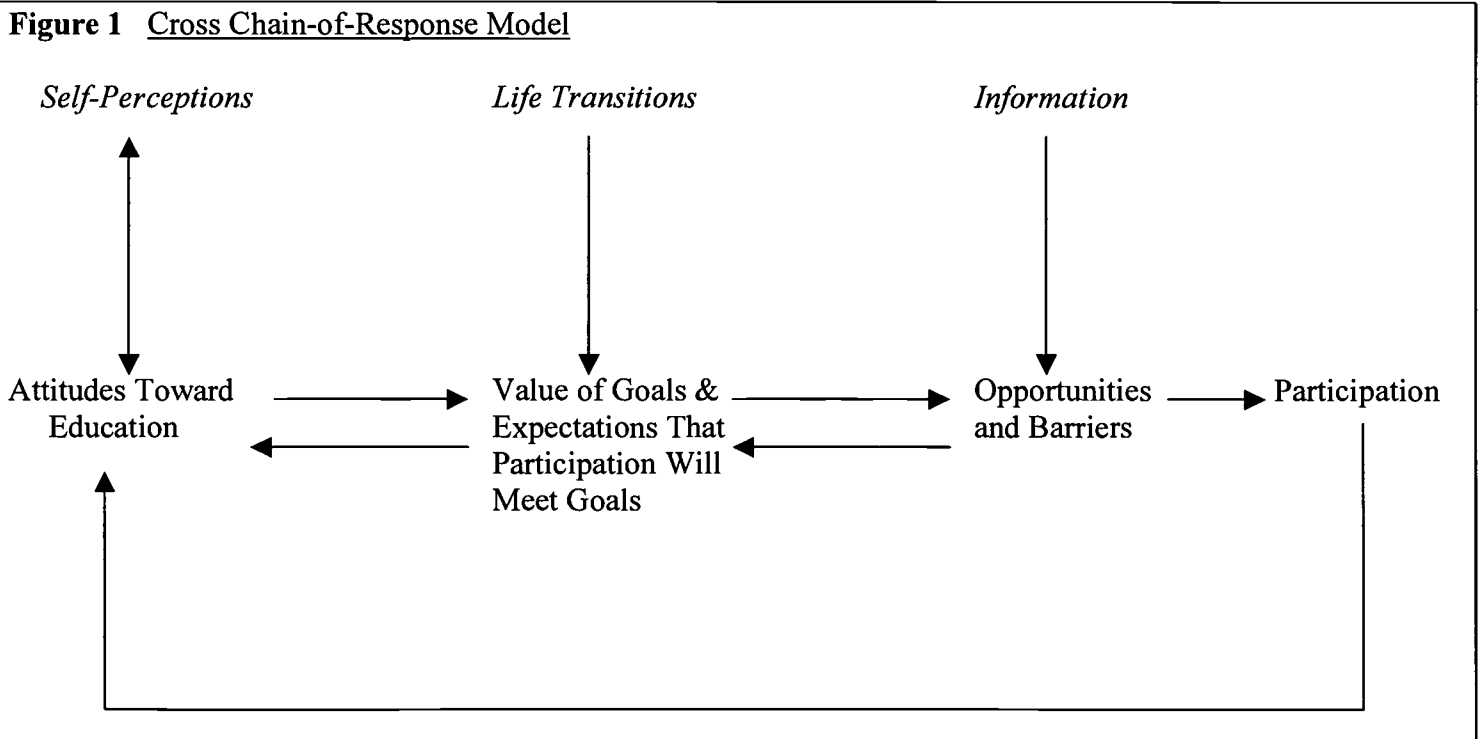 Figure 1 Cross Chain-of-Response Model
Self-Perceptions
Life Transitions
Information
Attitudes Toward
Education
Value of Goals &
Expectations That
Participation Will
Meet Goals
Opportunities
and Barriers
Participation